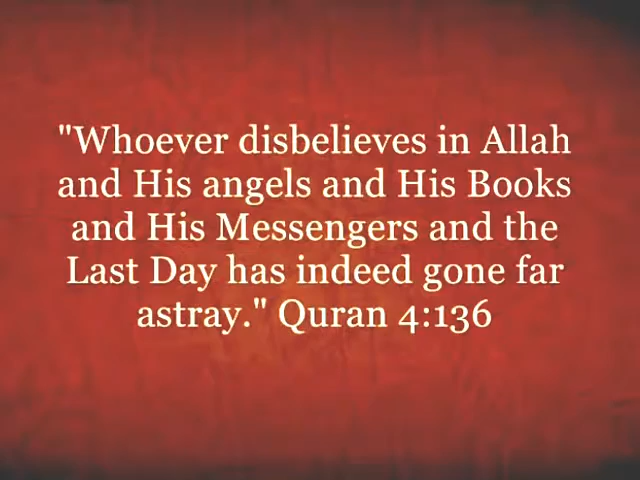 "Whoever disbelieves in Allah
and His angels and His Books
and His Messengers and the
Last Day has indeed gone far
astray." Quran 4:136